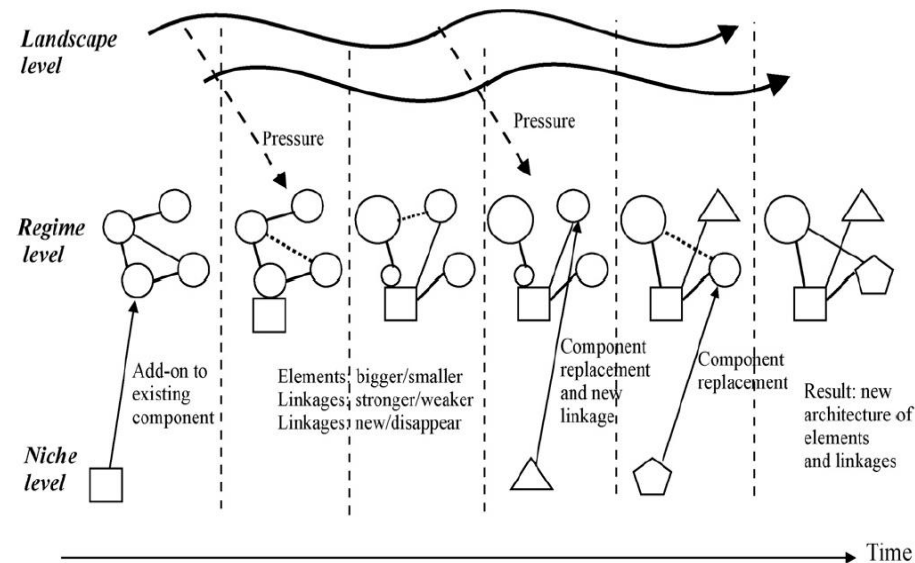 Landscape
level
Pressure
Pressure
Regime
level
Add-on to
existing
component
Elements: bigger/smaller
Linkages: stronger/weaker
Linkages: new/disappear
Component
replacement
and new
linkage
Component
replacement
Result: new
architecture of
elements
and linkages
Niche
level
Time